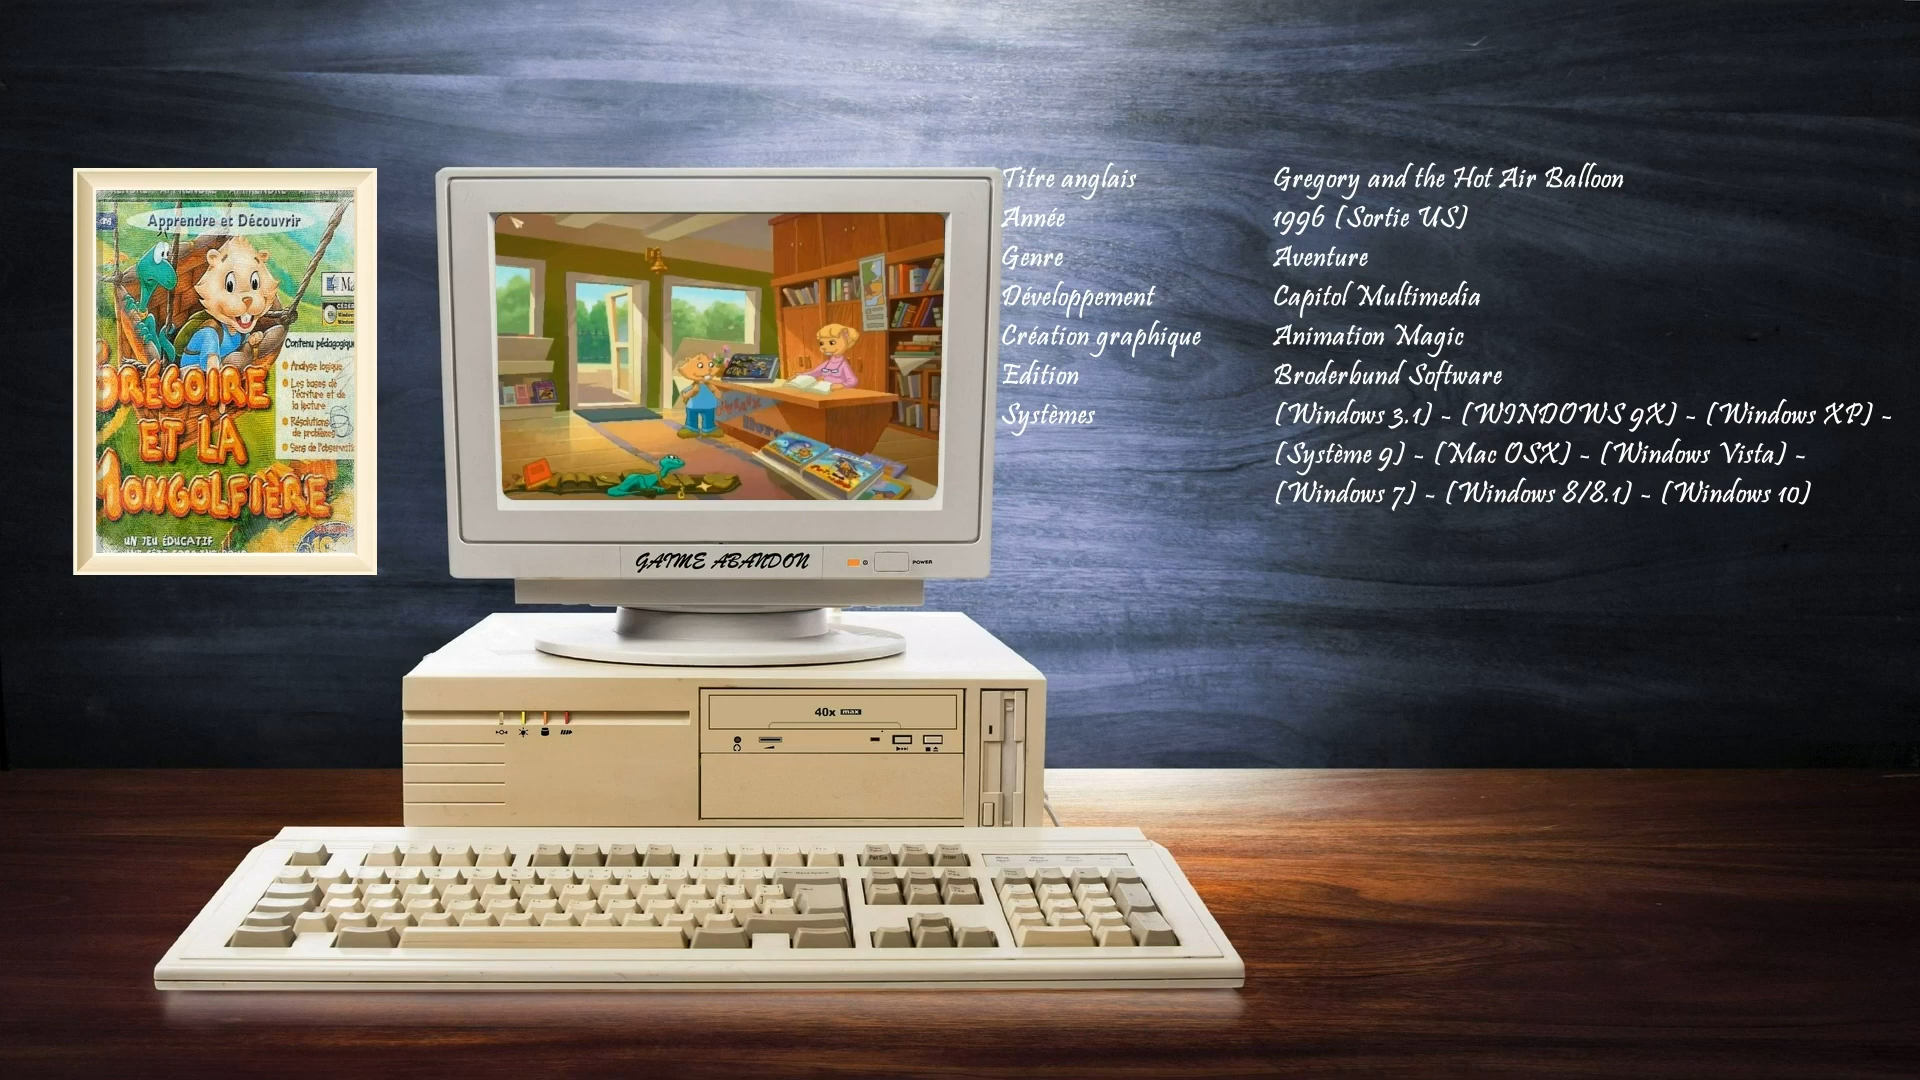 Apprendre et Découvrir
Contenu pédagogique
Analyse logique
Les bases de
l'écriture et de
la lecture
Résolutions
de problèmes
GRÉGOIRE
ET LA
MONGOLFIÈRE
UN JEU ÉDUCATIF
GAIME ABANDON
POWER
40x max
Titre anglais Gregory and the Hot Air Balloon
Année 1996 (Sortie US)
Genre Aventure
Développement Capitol Multimedia
Création graphique Animation Magic
Edition Broderbund Software
Systèmes (Windows 3.1) - (WINDOWS 9X) - (Windows XP) -
(Système 9) - (Mac OSX) - (Windows Vista) -
(Windows 7) - (Windows 8/8.1) - (Windows 10)